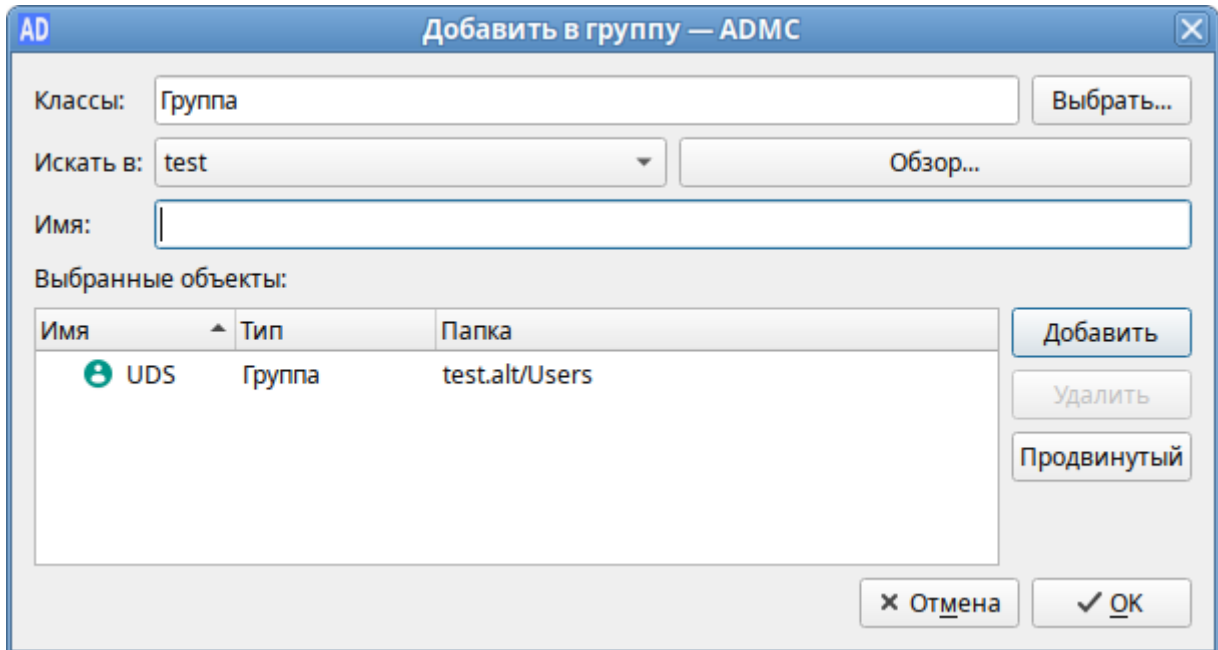 AD Добавить в группу — ADMC
Классы: Группа Выбрать...
Искать в: test Обзор...
Имя:
Выбранные объекты:
Имя Тип Папка Добавить
UDS Группа test.alt/Users
Удалить
Продвинутый
Отмена OK